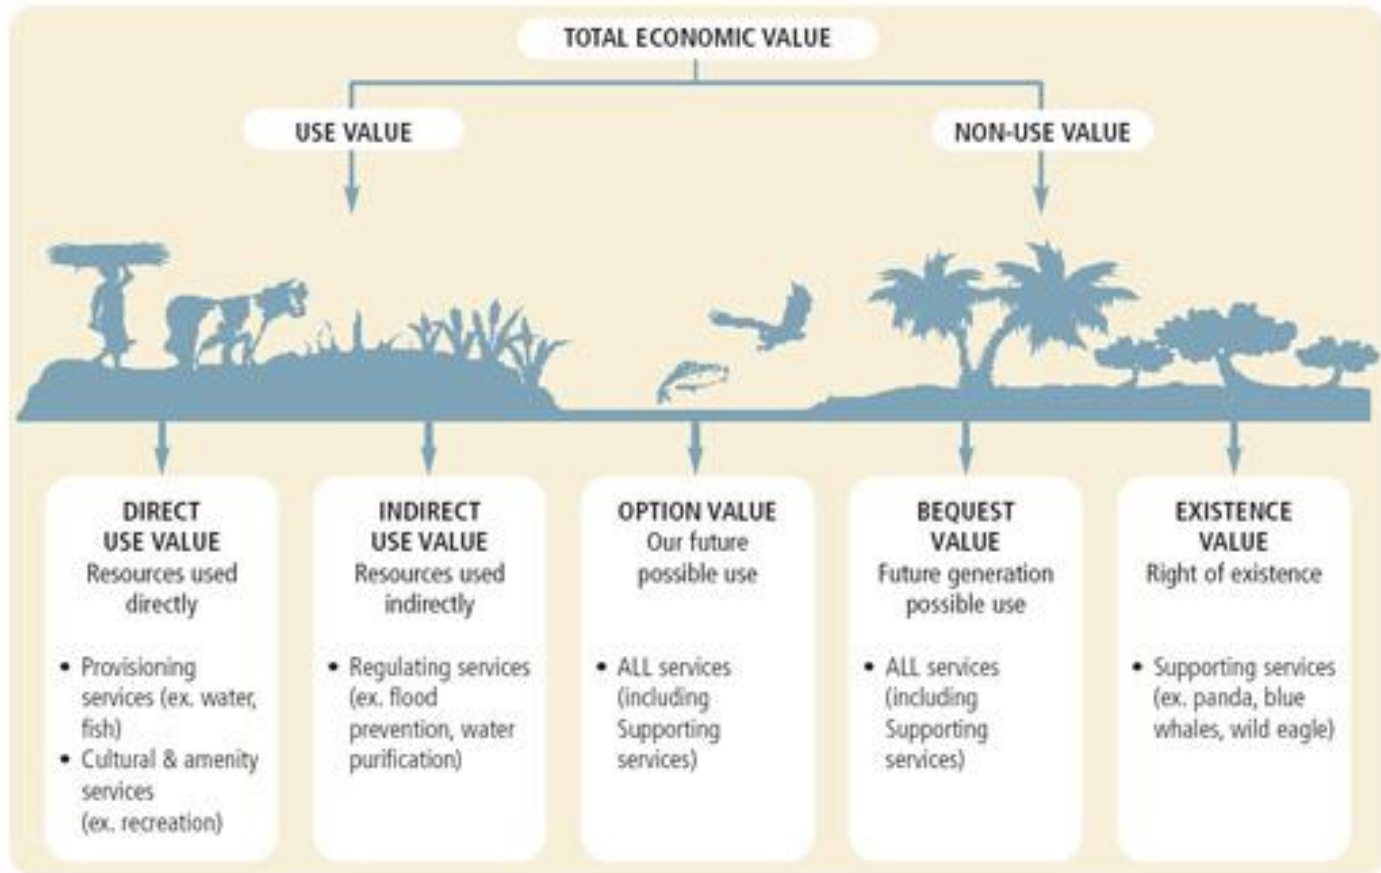 TOTAL ECONOMIC VALUE
USE VALUE
NON-USE VALUE
DIRECT
USE VALUE
Resources used
directly
• Provisioning
services (ex. water,
fish)
• Cultural & amenity
services
(ex. recreation)
INDIRECT
USE VALUE
Resources used
indirectly
• Regulating services
(ex. flood
prevention, water
purification)
OPTION VALUE
Our future
possible use
• ALL services
(including
Supporting
services)
BEQUEST
VALUE
Future generation
possible use
• ALL services
(including
Supporting
services)
EXISTENCE
VALUE
Right of existence
• Supporting services
(ex. panda, blue
whales, wild eagle)